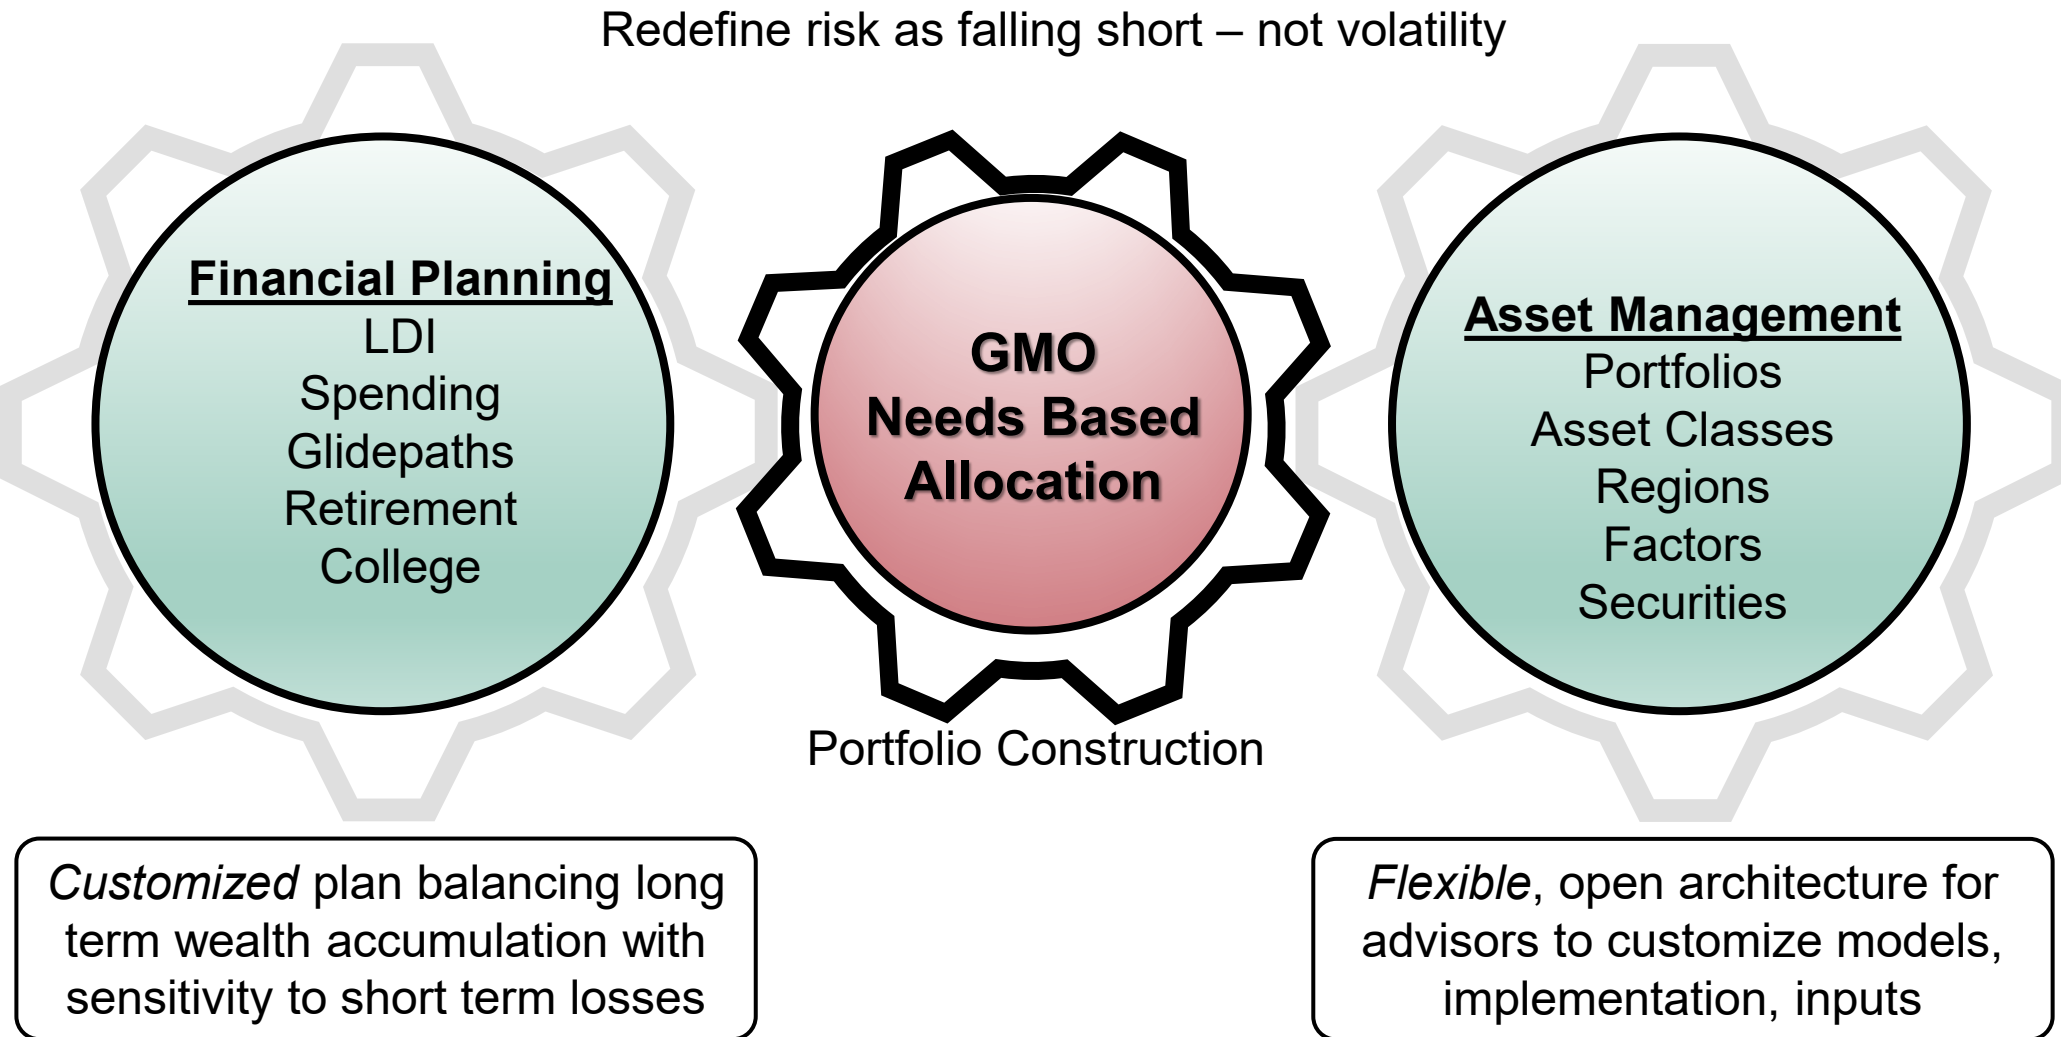 Redefine risk as falling short – not volatility
Financial Planning
LDI
Spending
Glidepaths
Retirement
College
GMO
Needs Based
Allocation
Portfolio Construction
Asset Management
Portfolios
Asset Classes
Regions
Factors
Securities
Customized plan balancing long
term wealth accumulation with
sensitivity to short term losses
Flexible, open architecture for
advisors to customize models,
implementation, inputs